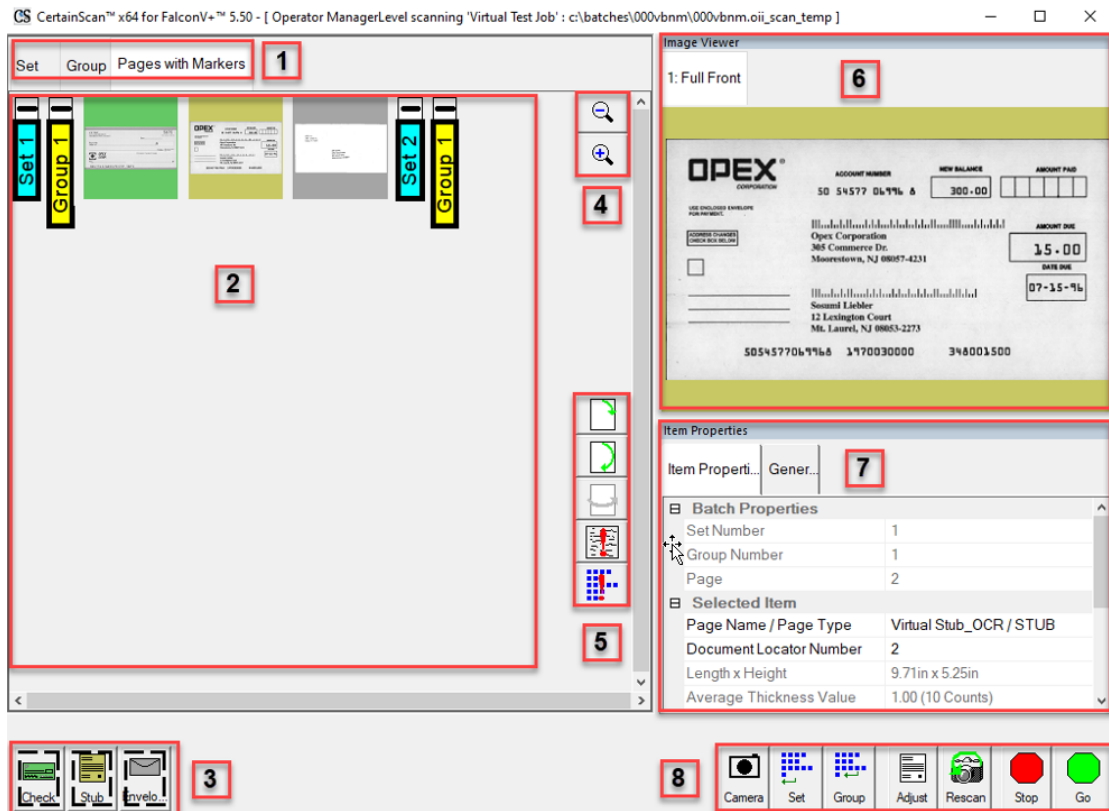 CS CertainScan™ x64 for FalconV+™ 5.50 - [ Operator ManagerLevel scanning 'Virtual Test Job' : c:\batches\000vbnm\000vbnm.oii_scan_temp ]
Set Group Pages with Markers 1
Set 1
Group 1
OPEX
Set 2
Group 1
2
4
5
Image Viewer
1: Full Front
6
OPEX®
CORPORATION
ACCOUNT NUMBER NEW BALANCE AMOUNT PAID
50 54577 06996 8 300.00
USE ENCLOSED ENVELOPE
FOR PAYMENT.
ADDRESS CHANGES
CHECK BOX BELOW
Opex Corporation
305 Commerce Dr.
Moorestown, NJ 08057-4231
AMOUNT DUE
15.00
DATE DUE
07-15-96
Sosumi Liebler
12 Lexington Court
Mt. Laurel, NJ 08053-2273
5054577069968 1970030000 348001500
Item Properties
Item Properti... Gener... 7
Batch Properties
Set Number 1
Group Number 1
Page 2
Selected Item
Page Name / Page Type Virtual Stub_OCR / STUB
Document Locator Number 2
Length x Height 9.71in x 5.25in
Average Thickness Value 1.00 (10 Counts)
Check Stub Envelo... 3
8 Camera Set Group Adjust Rescan Stop Go